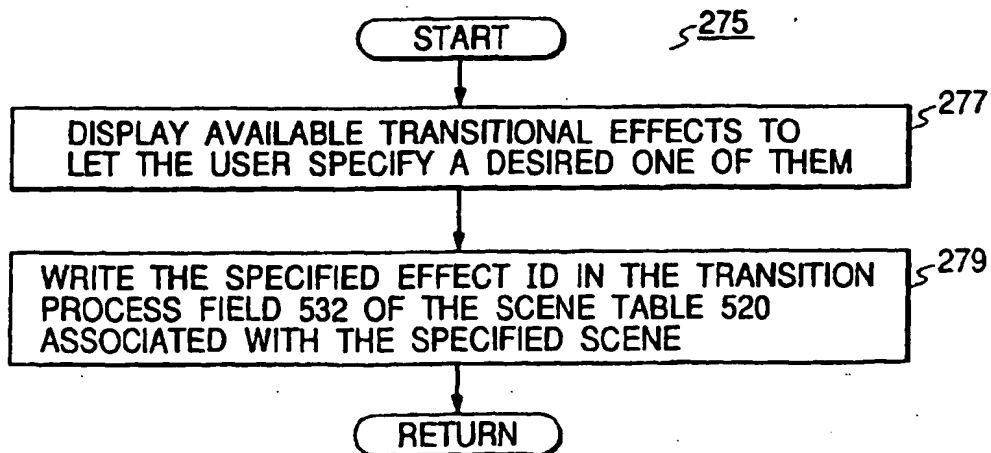 START
275
277
DISPLAY AVAILABLE TRANSITIONAL EFFECTS TO
LET THE USER SPECIFY A DESIRED ONE OF THEM
279
WRITE THE SPECIFIED EFFECT ID IN THE TRANSITION
PROCESS FIELD 532 OF THE SCENE TABLE 520
ASSOCIATED WITH THE SPECIFIED SCENE
RETURN